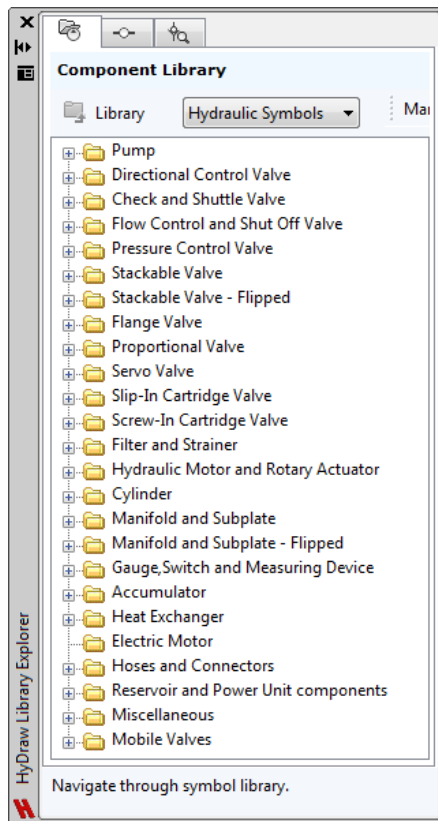 Component Library
Library Hydraulic Symbols Mar
Pump
Directional Control Valve
Check and Shuttle Valve
Flow Control and Shut Off Valve
Pressure Control Valve
Stackable Valve
Stackable Valve - Flipped
Flange Valve
Proportional Valve
Servo Valve
Slip-In Cartridge Valve
Screw-In Cartridge Valve
Filter and Strainer
Hydraulic Motor and Rotary Actuator
Cylinder
Manifold and Subplate
Manifold and Subplate - Flipped
Gauge,Switch and Measuring Device
Accumulator
Heat Exchanger
Electric Motor
Hoses and Connectors
Reservoir and Power Unit components
Miscellaneous
Mobile Valves
Navigate through symbol library.
HyDraw Library Explorer